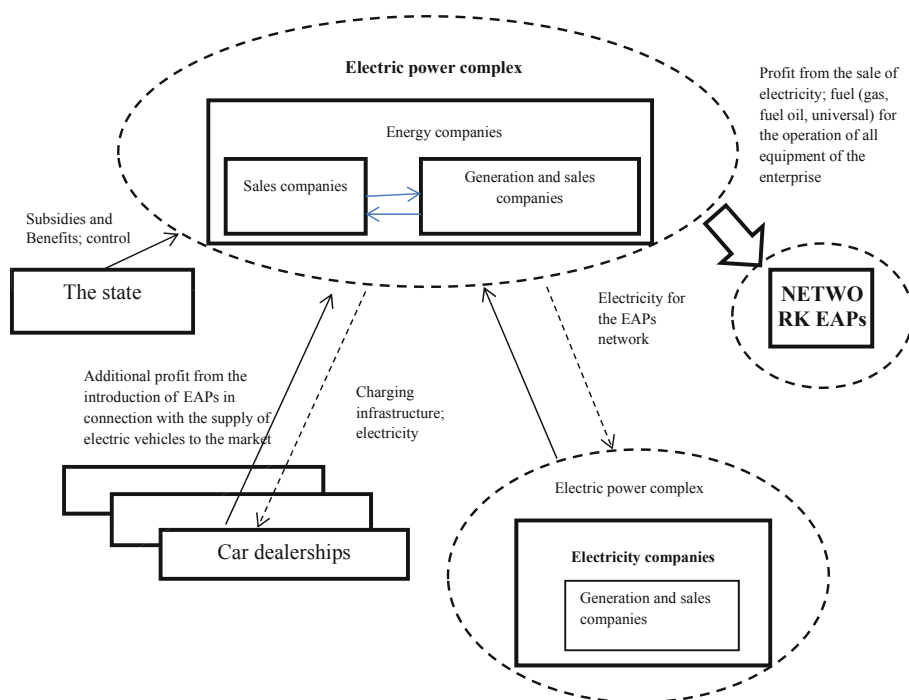 Electric power complex
Profit from the sale of
electricity; fuel (gas,
fuel oil, universal) for
the operation of all
equipment of the
enterprise
Energy companies
Sales companies
Generation and sales
companies
Subsidies and
Benefits; control
The state
NETWO
RK EAPs
Electricity for
the EAPs
network
Additional profit from the
introduction of EAPs in
connection with the supply of
electric vehicles to the market
Charging
infrastructure;
electricity
Car dealerships
Electric power complex
Electricity companies
Generation and sales
companies